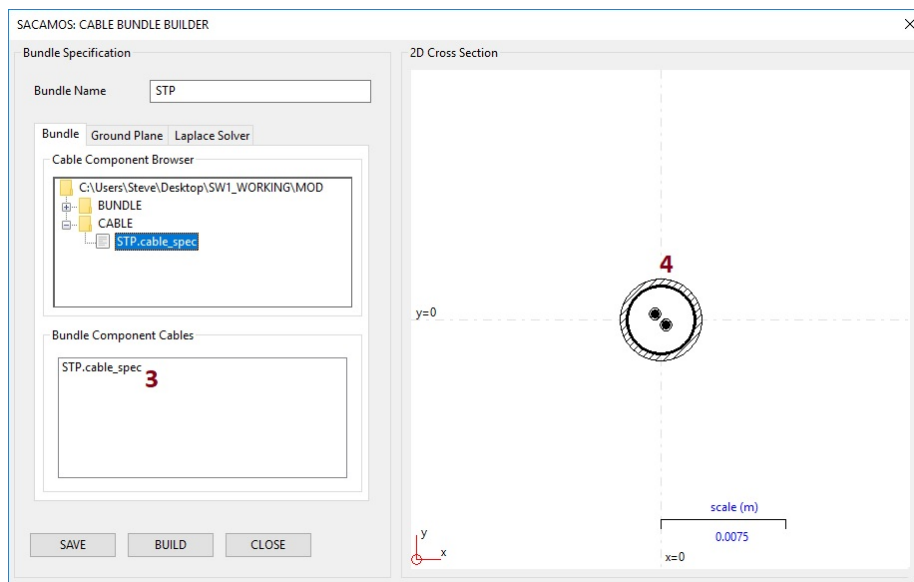 SACAMOS: CABLE BUNDLE BUILDER
Bundle Specification
Bundle Name
STP
Bundle
Ground Plane
Laplace Solver
Cable Component Browser
C:\Users\Steve\Desktop\SW1_WORKING\MOD
BUNDLE
CABLE
STP.cable_spec
Bundle Component Cables
STP.cable_spec
3
SAVE
BUILD
CLOSE
2D Cross Section
4
y=0
scale (m)
0.0075
y
x
x=0